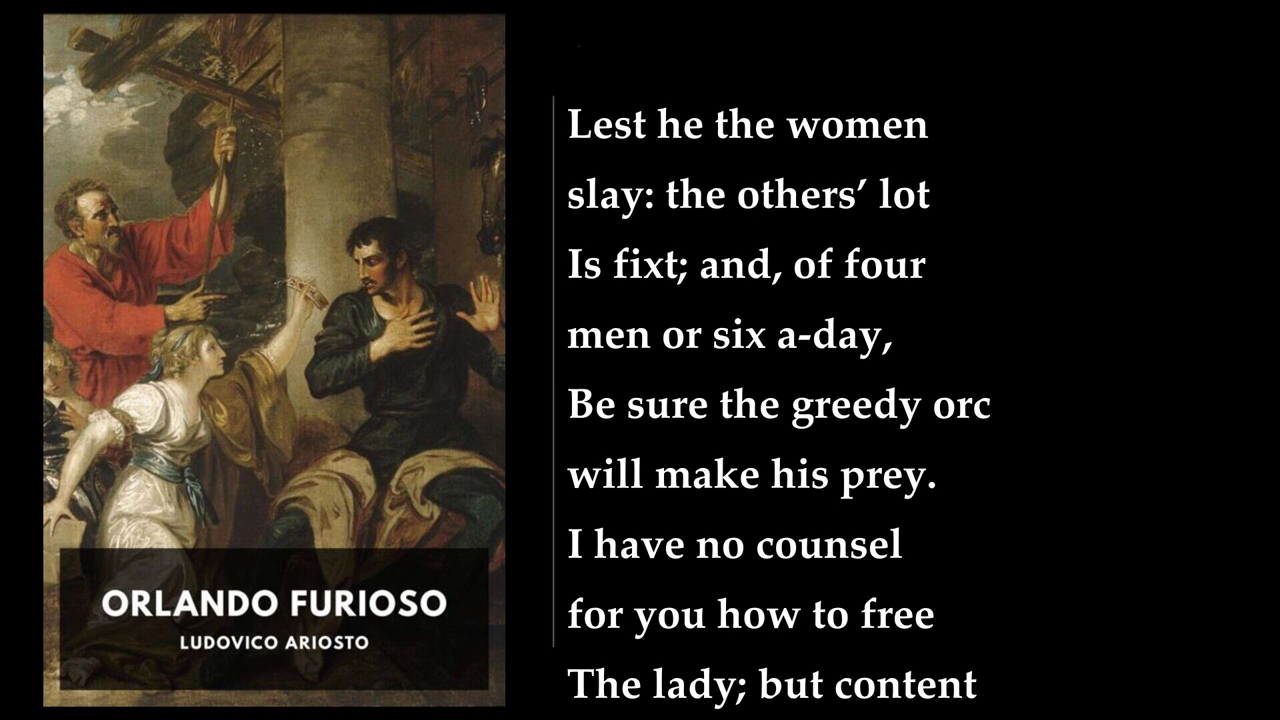 ORLANDO FURIOSO
LUDOVICO ARIOSTO
Lest he the women
slay: the others’ lot
Is fixt; and, of four
men or six a-day,
Be sure the greedy orc
will make his prey.
I have no counsel
for you how to free
The lady; but content